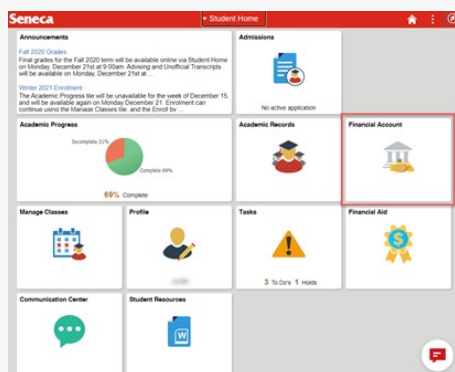 Seneca
Student Home
Announcements
Fall 2020 Grades
Final grades for the Fall 2020 term will be available online via Student Home
on Monday, December 21st at 9:00am. Advising and Unofficial Transcripts
will be available on Monday, December 21st at ...
Winter 2021 Enrolment
The Academic Progress tile will be unavailable for the week of December 15,
and will be available again on Monday December 21. Enrolment can
continue using the Manage Classes tile, and the Enroll by ...
Admissions
No active application
Academic Progress
Incomplete 31%
Complete 69%
69% Complete
Academic Records
Financial Account
Manage Classes
Profile
Tasks
3 To Do's 1 Holds
Financial Aid
Communication Center
Student Resources
W